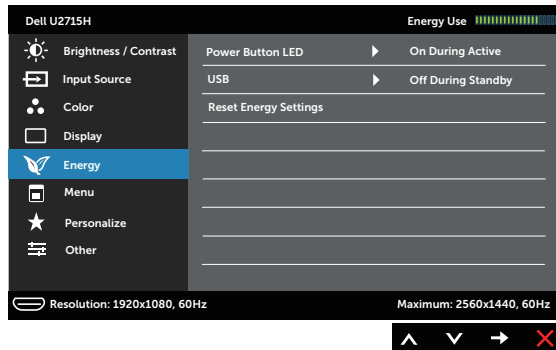 Dell U2715H Energy Use
Brightness / Contrast Power Button LED On During Active
Input Source USB Off During Standby
Color Reset Energy Settings
Display
Energy
Menu
Personalize
Other
Resolution: 1920x1080, 60Hz Maximum: 2560x1440, 60Hz